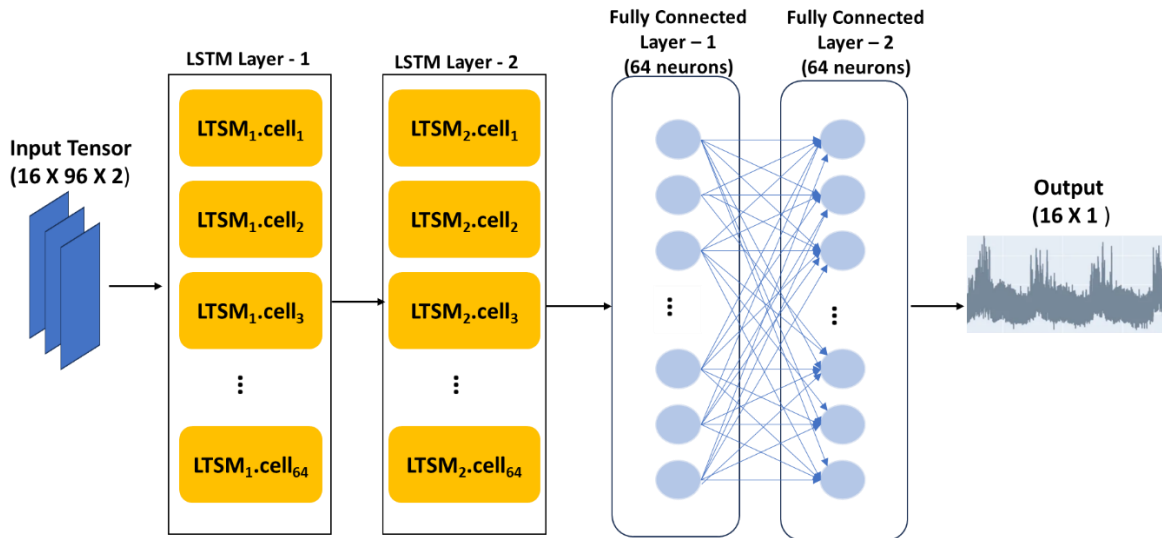 Input Tensor
(16 X 96 X 2)
LSTM Layer - 1
LTSM₁.cell₁
LTSM₁.cell₂
LTSM₁.cell₃
...
LTSM₁.cell₆₄
LSTM Layer - 2
LTSM₂.cell₁
LTSM₂.cell₂
LTSM₂.cell₃
...
LTSM₂.cell₆₄
Fully Connected
Layer – 1
(64 neurons)
...
Fully Connected
Layer – 2
(64 neurons)
...
Output
(16 X 1 )